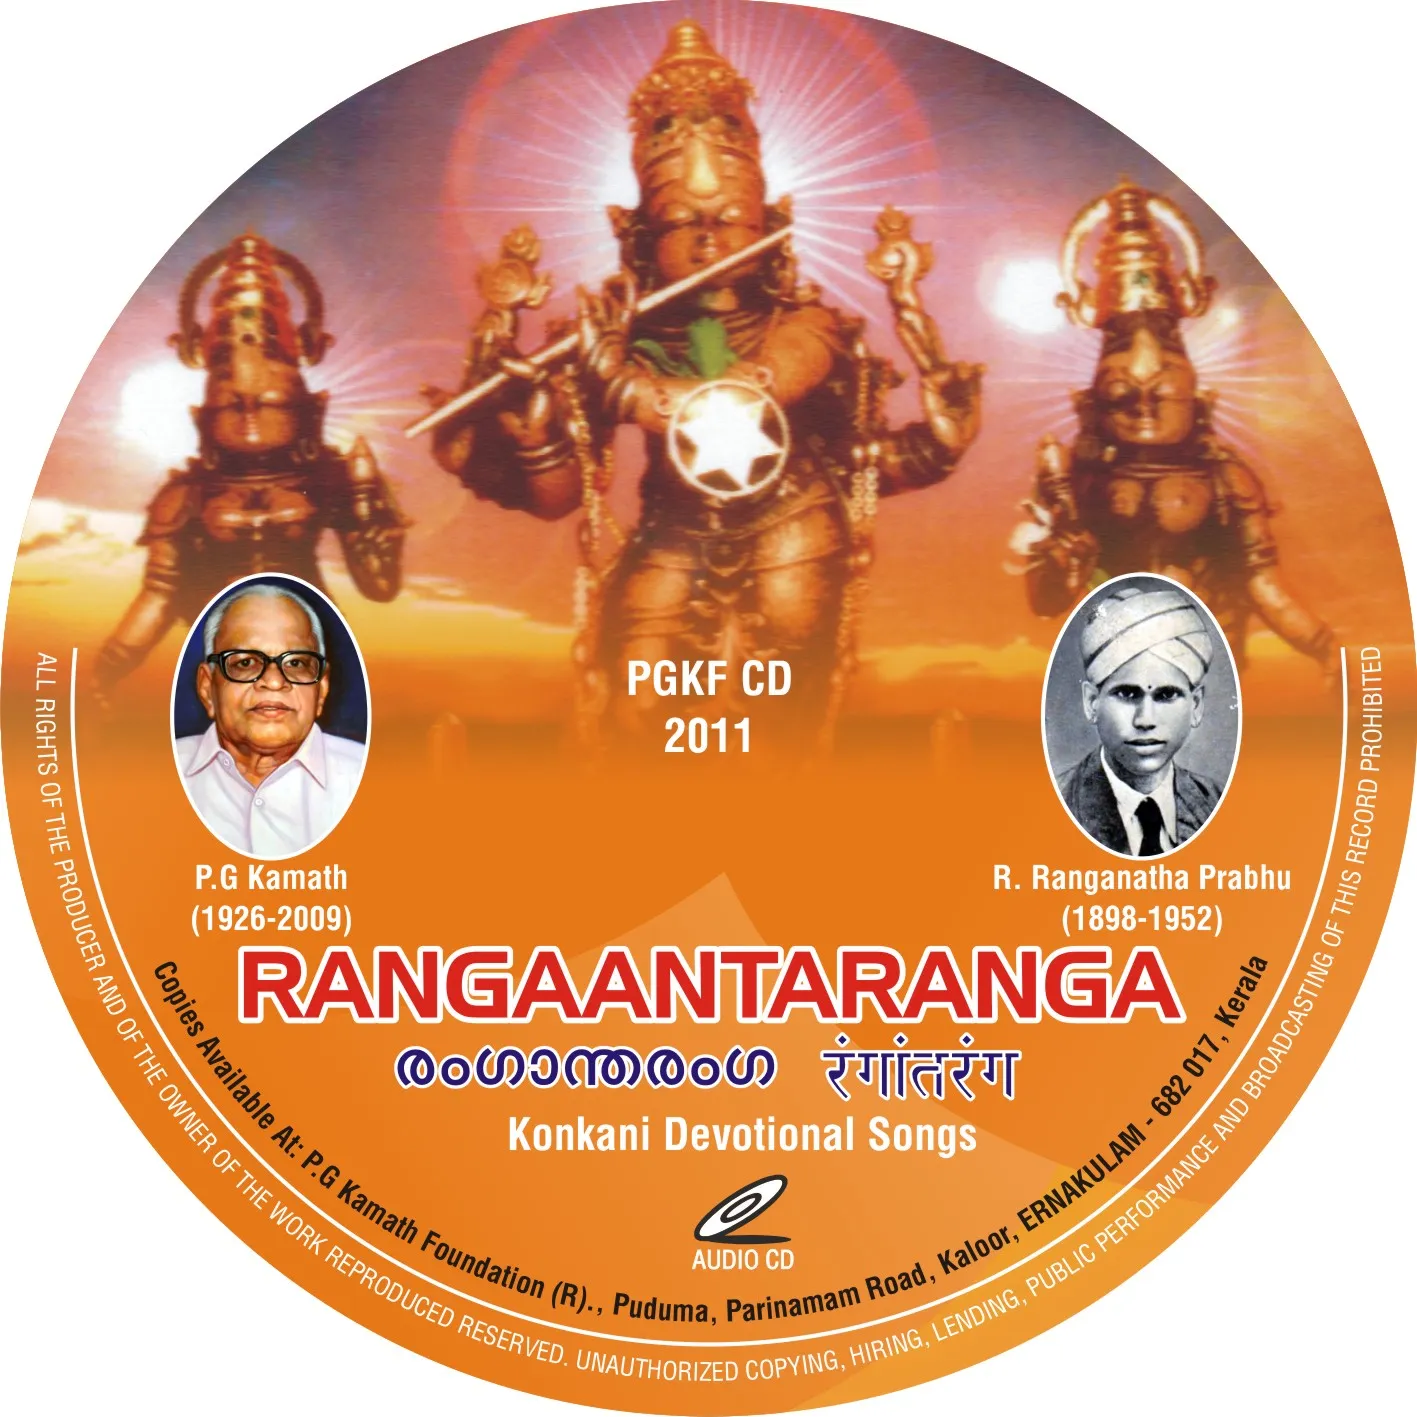 PGKF CD
2011
P.G Kamath
(1926-2009)
R. Ranganatha Prabhu
(1898-1952)
RANGAANTARANGA
രംഗാന്തരംഗ रंगांतरंग
Konkani Devotional Songs
AUDIO CD
Copies Available At: P.G Kamath Foundation (R)., Puduma, Parinamam Road, Kaloor, ERNAKULAM - 682 017, Kerala
ALL RIGHTS OF THE PRODUCER AND OF THE OWNER OF THE WORK REPRODUCED RESERVED. UNAUTHORIZED COPYING, HIRING, LENDING, PUBLIC PERFORMANCE AND BROADCASTING OF THIS RECORD PROHIBITED